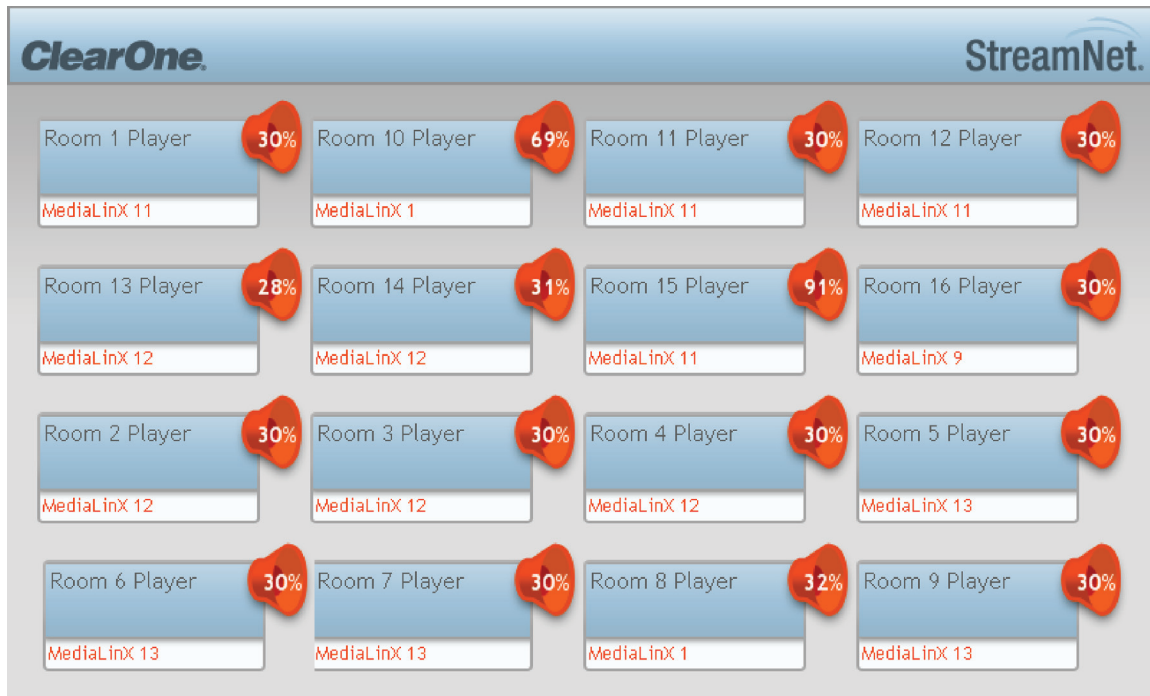 ClearOne.
StreamNet.
Room 1 Player 30%
MediaLinX 11
Room 10 Player 69%
MediaLinX 1
Room 11 Player 30%
MediaLinX 11
Room 12 Player 30%
MediaLinX 11
Room 13 Player 28%
MediaLinX 12
Room 14 Player 31%
MediaLinX 12
Room 15 Player 91%
MediaLinX 11
Room 16 Player 30%
MediaLinX 9
Room 2 Player 30%
MediaLinX 12
Room 3 Player 30%
MediaLinX 12
Room 4 Player 30%
MediaLinX 12
Room 5 Player 30%
MediaLinX 13
Room 6 Player 30%
MediaLinX 13
Room 7 Player 30%
MediaLinX 13
Room 8 Player 32%
MediaLinX 1
Room 9 Player 30%
MediaLinX 13